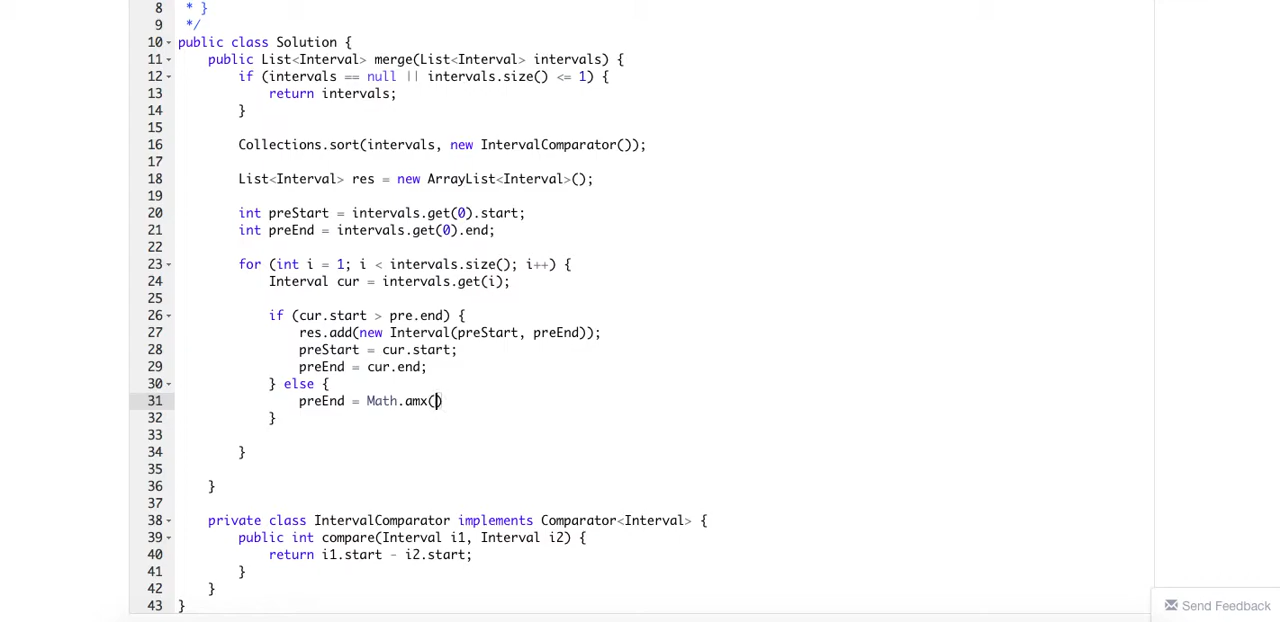 8 * }
9 */
10 public class Solution {
11 public List<Interval> merge(List<Interval> intervals) {
12 if (intervals == null || intervals.size() <= 1) {
13 return intervals;
14 }
15
16 Collections.sort(intervals, new IntervalComparator());
17
18 List<Interval> res = new ArrayList<Interval>();
19
20 int preStart = intervals.get(0).start;
21 int preEnd = intervals.get(0).end;
22
23 for (int i = 1; i < intervals.size(); i++) {
24 Interval cur = intervals.get(i);
25
26 if (cur.start > pre.end) {
27 res.add(new Interval(preStart, preEnd));
28 preStart = cur.start;
29 preEnd = cur.end;
30 } else {
31 preEnd = Math.amx()
32 }
33
34 }
35
36 }
37
38 private class IntervalComparator implements Comparator<Interval> {
39 public int compare(Interval i1, Interval i2) {
40 return i1.start - i2.start;
41 }
42 }
43 }
Send Feedback